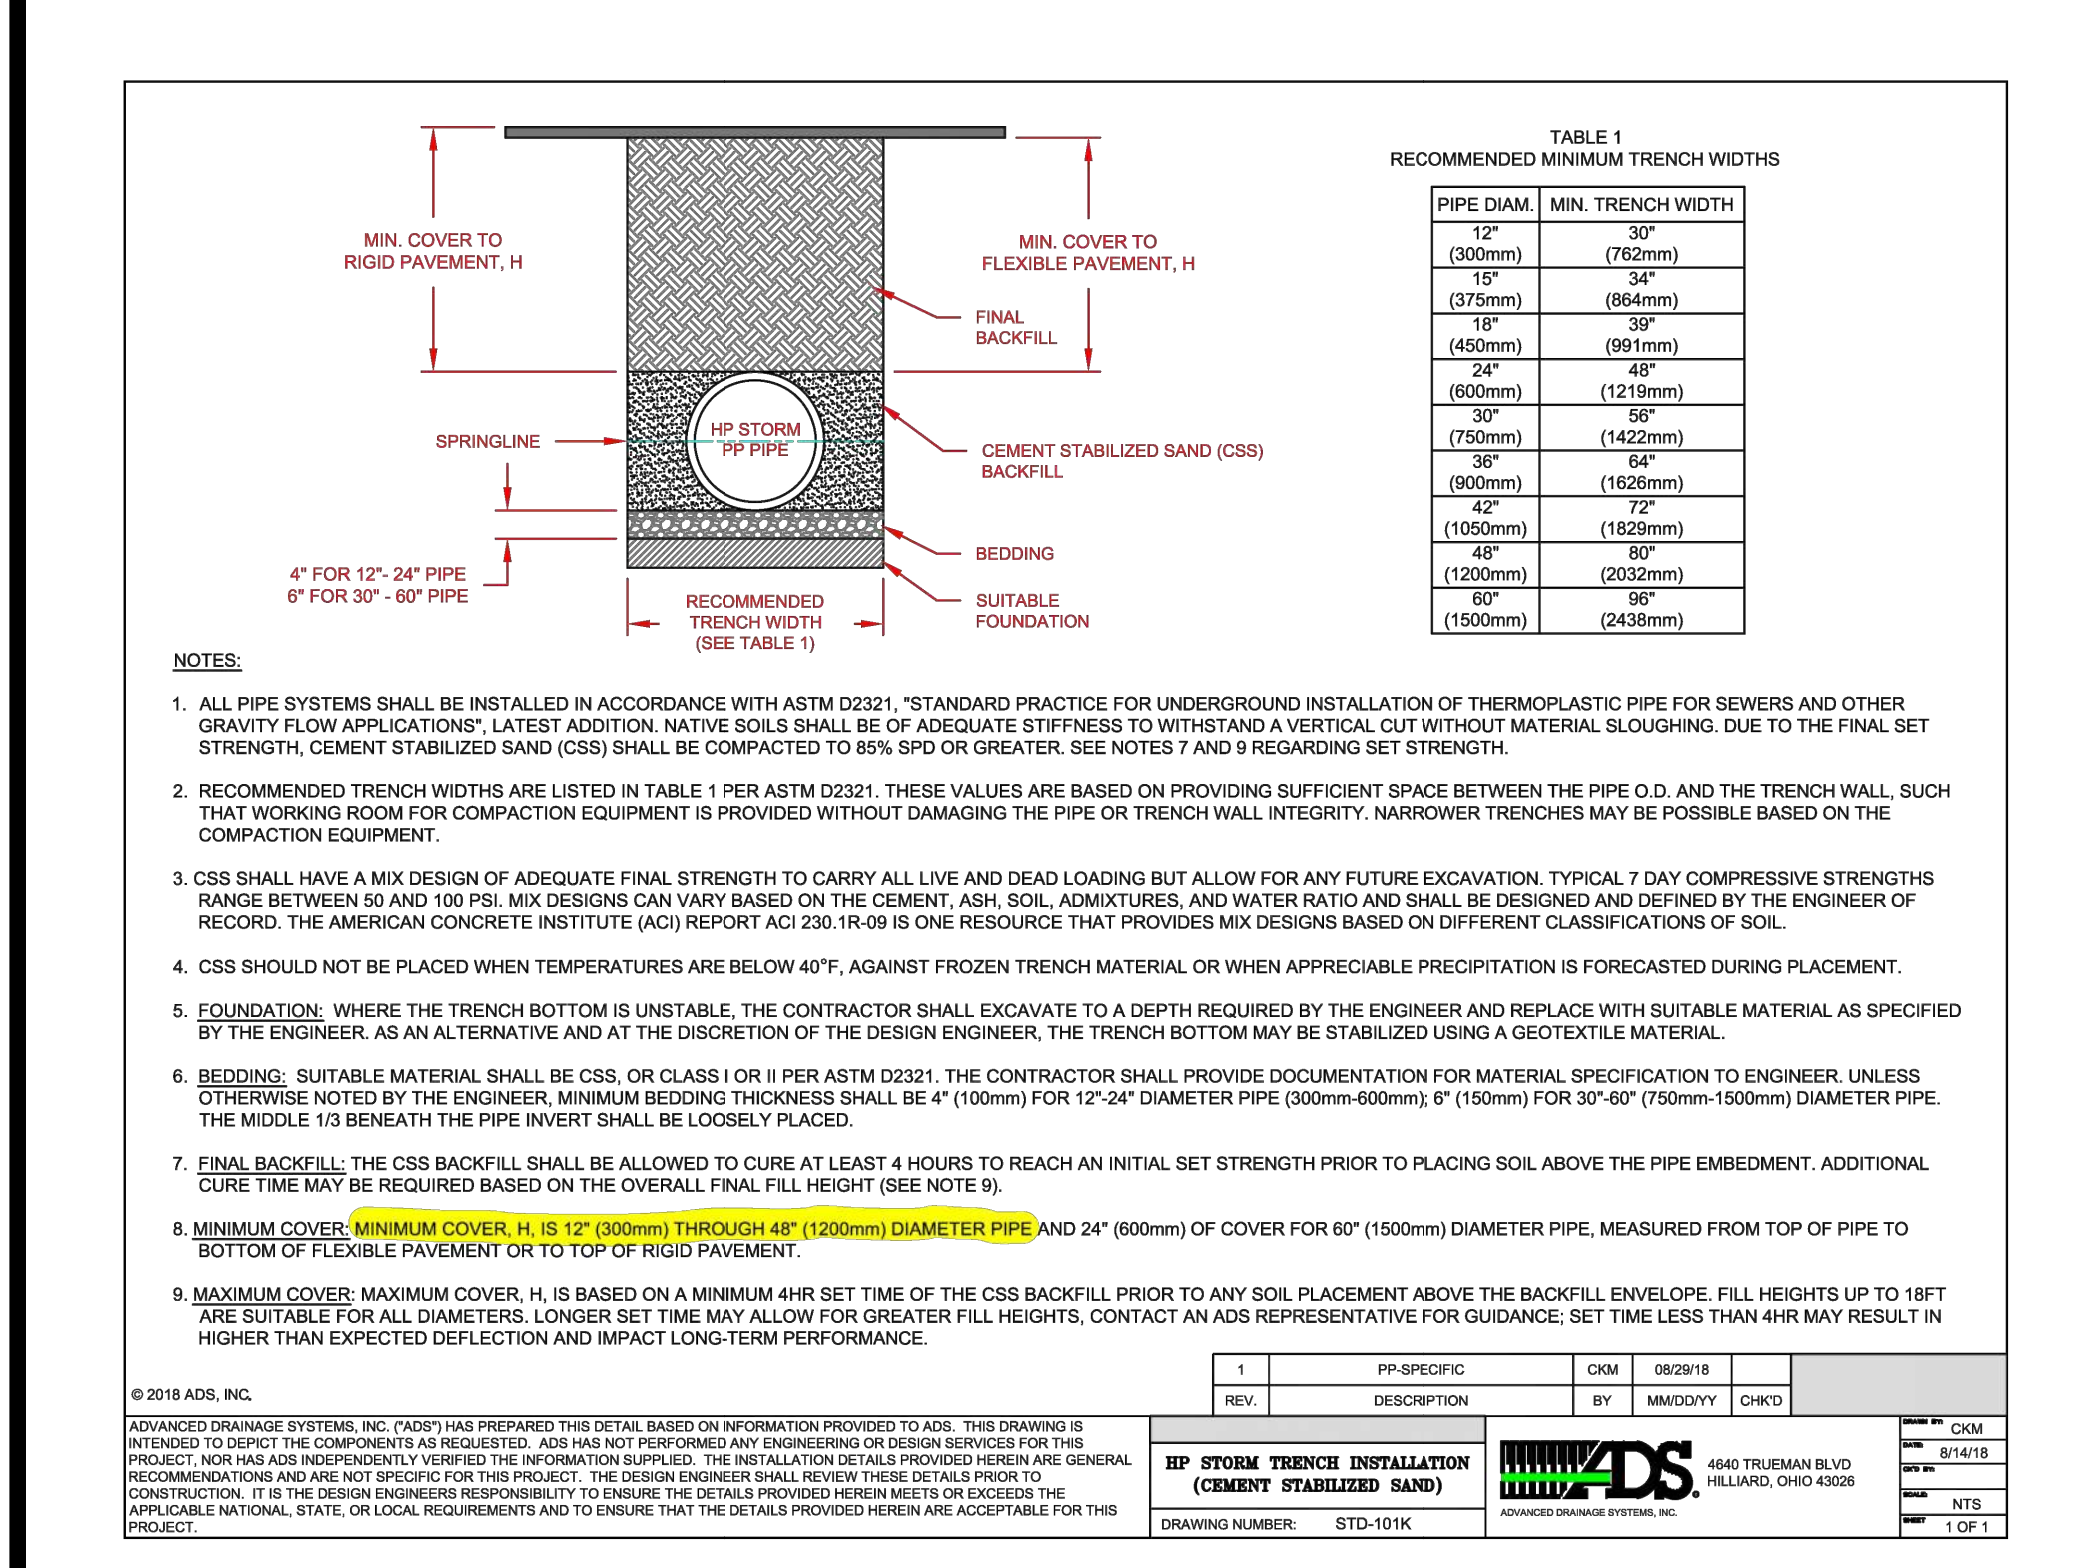 MIN. COVER TO
RIGID PAVEMENT, H
MIN. COVER TO
FLEXIBLE PAVEMENT, H
FINAL
BACKFILL
SPRINGLINE
HP STORM
PP PIPE
CEMENT STABILIZED SAND (CSS)
BACKFILL
BEDDING
4" FOR 12"- 24" PIPE
6" FOR 30" - 60" PIPE
RECOMMENDED
TRENCH WIDTH
(SEE TABLE 1)
SUITABLE
FOUNDATION
TABLE 1
RECOMMENDED MINIMUM TRENCH WIDTHS
PIPE DIAM. MIN. TRENCH WIDTH
12" 30"
(300mm) (762mm)
15" 34"
(375mm) (864mm)
18" 39"
(450mm) (991mm)
24" 48"
(600mm) (1219mm)
30" 56"
(750mm) (1422mm)
36" 64"
(900mm) (1626mm)
42" 72"
(1050mm) (1829mm)
48" 80"
(1200mm) (2032mm)
60" 96"
(1500mm) (2438mm)
NOTES:
1. ALL PIPE SYSTEMS SHALL BE INSTALLED IN ACCORDANCE WITH ASTM D2321, "STANDARD PRACTICE FOR UNDERGROUND INSTALLATION OF THERMOPLASTIC PIPE FOR SEWERS AND OTHER
GRAVITY FLOW APPLICATIONS", LATEST ADDITION. NATIVE SOILS SHALL BE OF ADEQUATE STIFFNESS TO WITHSTAND A VERTICAL CUT WITHOUT MATERIAL SLOUGHING. DUE TO THE FINAL SET
STRENGTH, CEMENT STABILIZED SAND (CSS) SHALL BE COMPACTED TO 85% SPD OR GREATER. SEE NOTES 7 AND 9 REGARDING SET STRENGTH.
2. RECOMMENDED TRENCH WIDTHS ARE LISTED IN TABLE 1 PER ASTM D2321. THESE VALUES ARE BASED ON PROVIDING SUFFICIENT SPACE BETWEEN THE PIPE O.D. AND THE TRENCH WALL, SUCH
THAT WORKING ROOM FOR COMPACTION EQUIPMENT IS PROVIDED WITHOUT DAMAGING THE PIPE OR TRENCH WALL INTEGRITY. NARROWER TRENCHES MAY BE POSSIBLE BASED ON THE
COMPACTION EQUIPMENT.
3. CSS SHALL HAVE A MIX DESIGN OF ADEQUATE FINAL STRENGTH TO CARRY ALL LIVE AND DEAD LOADING BUT ALLOW FOR ANY FUTURE EXCAVATION. TYPICAL 7 DAY COMPRESSIVE STRENGTHS
RANGE BETWEEN 50 AND 100 PSI. MIX DESIGNS CAN VARY BASED ON THE CEMENT, ASH, SOIL, ADMIXTURES, AND WATER RATIO AND SHALL BE DESIGNED AND DEFINED BY THE ENGINEER OF
RECORD. THE AMERICAN CONCRETE INSTITUTE (ACI) REPORT ACI 230.1R-09 IS ONE RESOURCE THAT PROVIDES MIX DESIGNS BASED ON DIFFERENT CLASSIFICATIONS OF SOIL.
4. CSS SHOULD NOT BE PLACED WHEN TEMPERATURES ARE BELOW 40°F, AGAINST FROZEN TRENCH MATERIAL OR WHEN APPRECIABLE PRECIPITATION IS FORECASTED DURING PLACEMENT.
5. FOUNDATION: WHERE THE TRENCH BOTTOM IS UNSTABLE, THE CONTRACTOR SHALL EXCAVATE TO A DEPTH REQUIRED BY THE ENGINEER AND REPLACE WITH SUITABLE MATERIAL AS SPECIFIED
BY THE ENGINEER. AS AN ALTERNATIVE AND AT THE DISCRETION OF THE DESIGN ENGINEER, THE TRENCH BOTTOM MAY BE STABILIZED USING A GEOTEXTILE MATERIAL.
6. BEDDING: SUITABLE MATERIAL SHALL BE CSS, OR CLASS I OR II PER ASTM D2321. THE CONTRACTOR SHALL PROVIDE DOCUMENTATION FOR MATERIAL SPECIFICATION TO ENGINEER. UNLESS
OTHERWISE NOTED BY THE ENGINEER, MINIMUM BEDDING THICKNESS SHALL BE 4" (100mm) FOR 12"-24" DIAMETER PIPE (300mm-600mm); 6" (150mm) FOR 30"-60" (750mm-1500mm) DIAMETER PIPE.
THE MIDDLE 1/3 BENEATH THE PIPE INVERT SHALL BE LOOSELY PLACED.
7. FINAL BACKFILL: THE CSS BACKFILL SHALL BE ALLOWED TO CURE AT LEAST 4 HOURS TO REACH AN INITIAL SET STRENGTH PRIOR TO PLACING SOIL ABOVE THE PIPE EMBEDMENT. ADDITIONAL
CURE TIME MAY BE REQUIRED BASED ON THE OVERALL FINAL FILL HEIGHT (SEE NOTE 9).
8. MINIMUM COVER: MINIMUM COVER, H, IS 12" (300mm) THROUGH 48" (1200mm) DIAMETER PIPE AND 24" (600mm) OF COVER FOR 60" (1500mm) DIAMETER PIPE, MEASURED FROM TOP OF PIPE TO
BOTTOM OF FLEXIBLE PAVEMENT OR TO TOP OF RIGID PAVEMENT.
9. MAXIMUM COVER: MAXIMUM COVER, H, IS BASED ON A MINIMUM 4HR SET TIME OF THE CSS BACKFILL PRIOR TO ANY SOIL PLACEMENT ABOVE THE BACKFILL ENVELOPE. FILL HEIGHTS UP TO 18FT
ARE SUITABLE FOR ALL DIAMETERS. LONGER SET TIME MAY ALLOW FOR GREATER FILL HEIGHTS, CONTACT AN ADS REPRESENTATIVE FOR GUIDANCE; SET TIME LESS THAN 4HR MAY RESULT IN
HIGHER THAN EXPECTED DEFLECTION AND IMPACT LONG-TERM PERFORMANCE.
1 PP-SPECIFIC CKM 08/29/18
REV. DESCRIPTION BY MM/DD/YY CHK'D
© 2018 ADS, INC.
ADVANCED DRAINAGE SYSTEMS, INC. ("ADS") HAS PREPARED THIS DETAIL BASED ON INFORMATION PROVIDED TO ADS. THIS DRAWING IS
INTENDED TO DEPICT THE COMPONENTS AS REQUESTED. ADS HAS NOT PERFORMED ANY ENGINEERING OR DESIGN SERVICES FOR THIS
PROJECT, NOR HAS ADS INDEPENDENTLY VERIFIED THE INFORMATION SUPPLIED. THE INSTALLATION DETAILS PROVIDED HEREIN ARE GENERAL
RECOMMENDATIONS AND ARE NOT SPECIFIC FOR THIS PROJECT. THE DESIGN ENGINEER SHALL REVIEW THESE DETAILS PRIOR TO
CONSTRUCTION. IT IS THE DESIGN ENGINEERS RESPONSIBILITY TO ENSURE THE DETAILS PROVIDED HEREIN MEETS OR EXCEEDS THE
APPLICABLE NATIONAL, STATE, OR LOCAL REQUIREMENTS AND TO ENSURE THAT THE DETAILS PROVIDED HEREIN ARE ACCEPTABLE FOR THIS
PROJECT.
HP STORM TRENCH INSTALLATION
(CEMENT STABILIZED SAND)
DRAWING NUMBER: STD-101K
ADS
ADVANCED DRAINAGE SYSTEMS, INC.
4640 TRUEMAN BLVD
HILLIARD, OHIO 43026
DRAWN BY:
CKM
DATE:
8/14/18
CK'D BY:
SCALE:
NTS
SHEET
1 OF 1